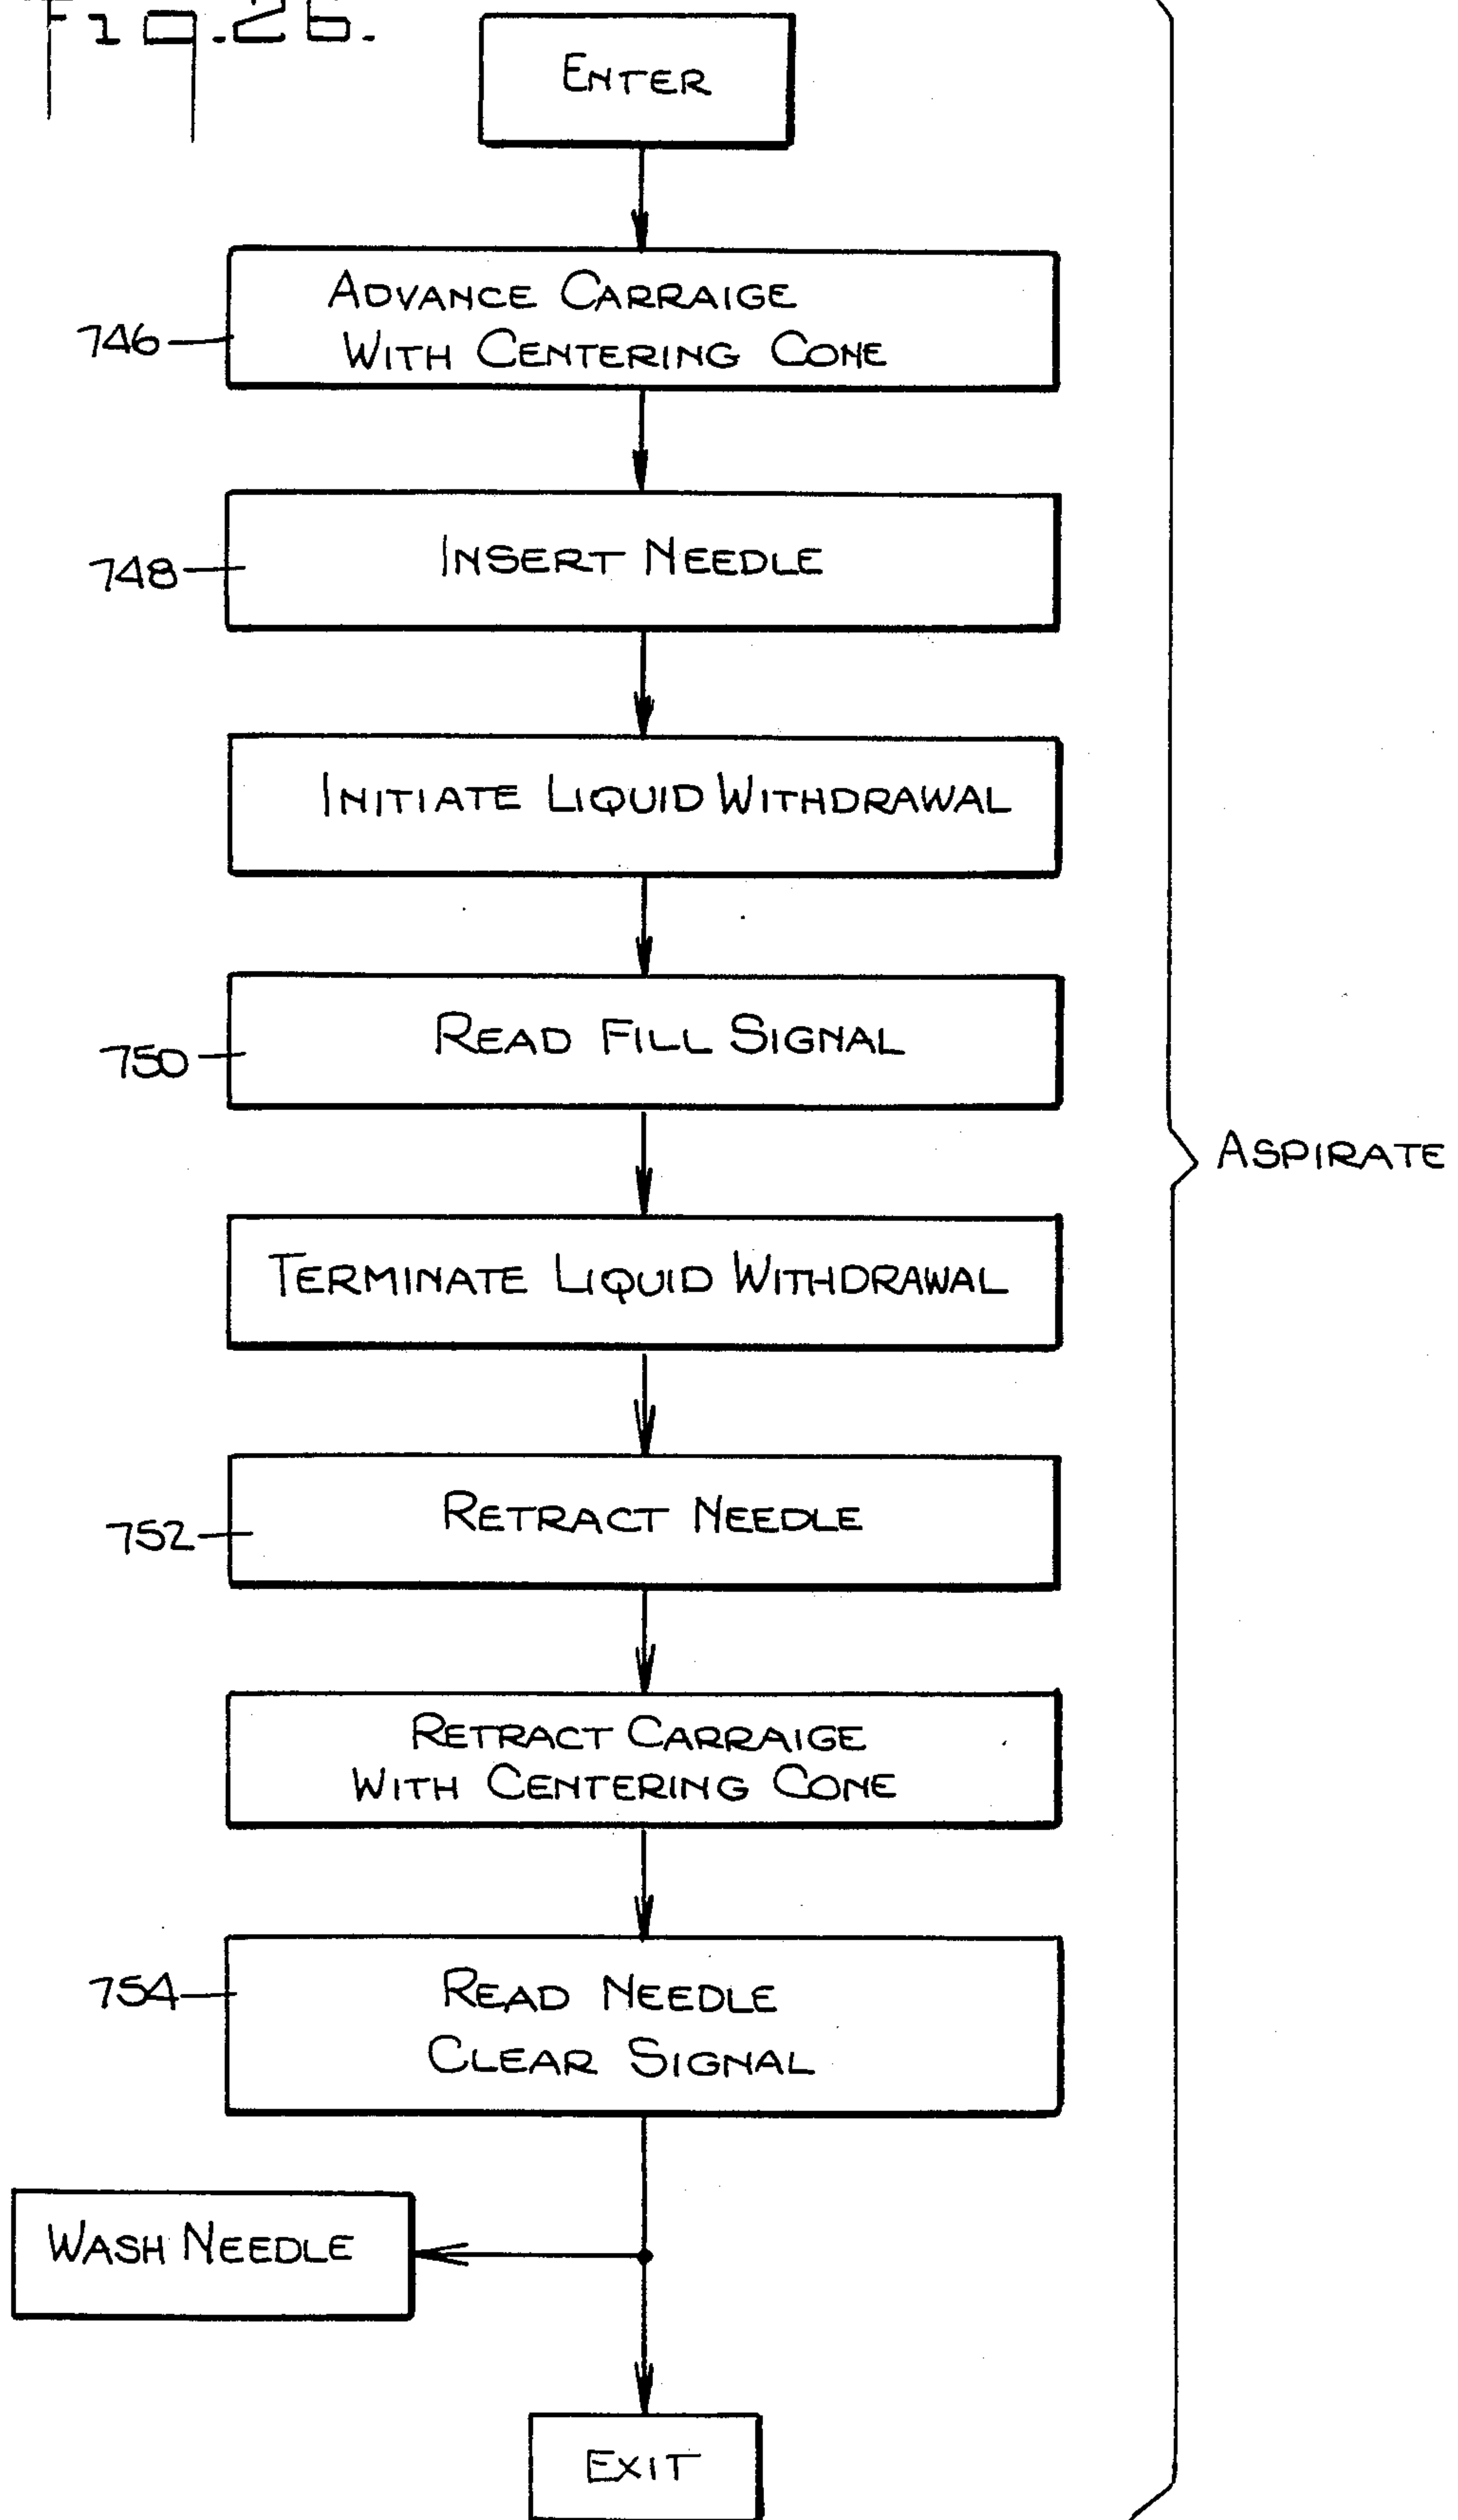 Fig.26.
ENTER
ADVANCE CARRAIGE
WITH CENTERING CONE
746
INSERT NEEDLE
748
INITIATE LIQUID WITHDRAWAL
READ FILL SIGNAL
750
ASPIRATE
TERMINATE LIQUID WITHDRAWAL
RETRACT NEEDLE
752
RETRACT CARRAIGE
WITH CENTERING CONE
754
READ NEEDLE
CLEAR SIGNAL
WASH NEEDLE
EXIT